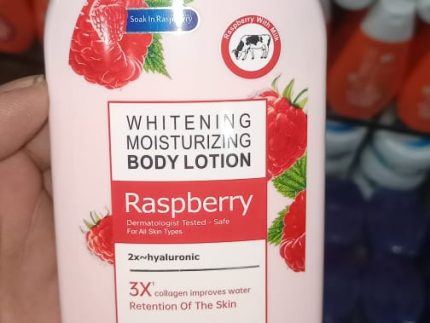 Soak In Raspberry
Raspberry With Milk
WHITENING
MOISTURIZING
BODY LOTION
Raspberry
Dermatologist Tested - Safe
For All Skin Types
2x~hyaluronic
3X† collagen improves water
Retention Of The Skin